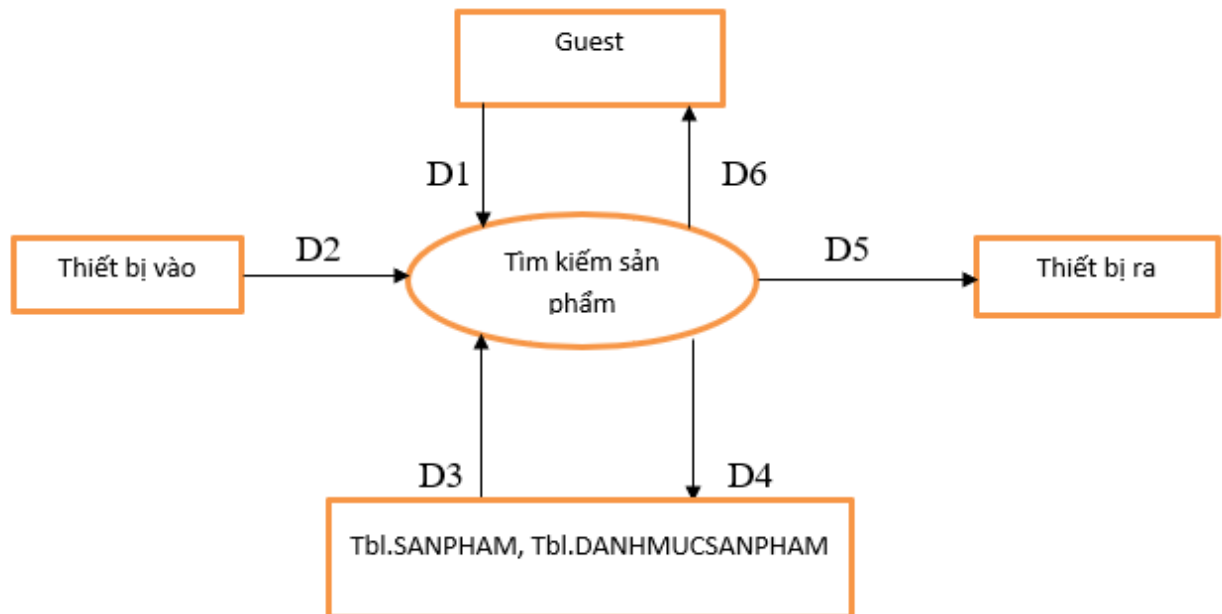 Guest
D1
D6
Thiết bị vào
D2
Tìm kiếm sản
phẩm
D5
Thiết bị ra
D3
D4
Tbl.SANPHAM, Tbl.DANHMUCSANPHAM